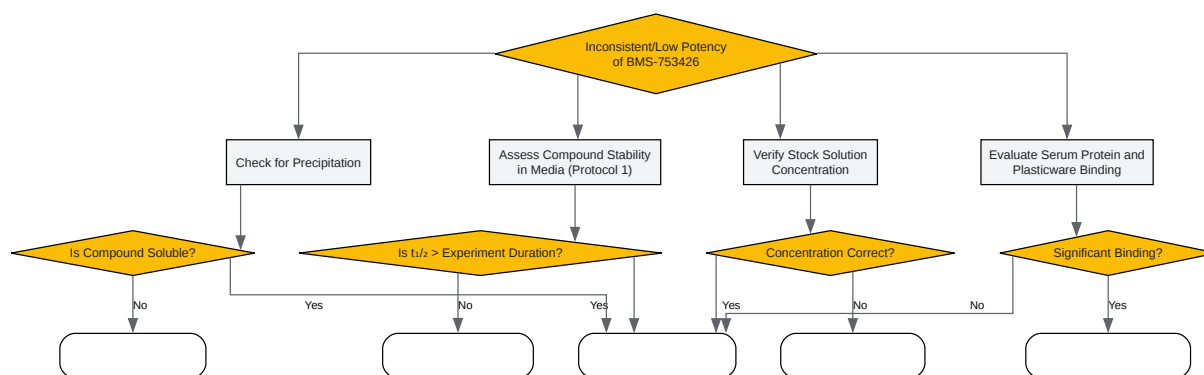 Inconsistent/Low Potency
of BMS-753426
Check for Precipitation
Assess Compound Stability
in Media (Protocol 1)
Verify Stock Solution
Concentration
Evaluate Serum Protein and
Plasticware Binding
Is Compound Soluble?
Is t₁/₂ > Experiment Duration?
Concentration Correct?
Significant Binding?
No
Yes
No
Yes
Yes
No
No
Yes